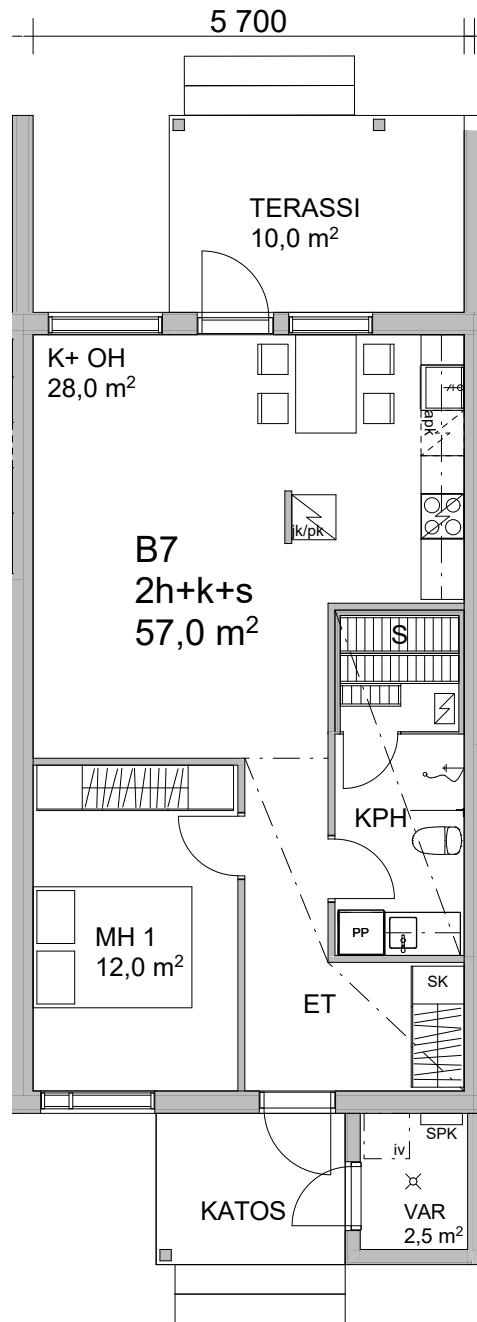 5 700
TERASSI
10,0 m²
K+ OH
28,0 m²
apk
jk/pk
B7
2h+k+s
57,0 m²
S
KPH
MH 1
12,0 m²
PP
ET
SK
SPK
iv
KATOS
VAR
2,5 m²